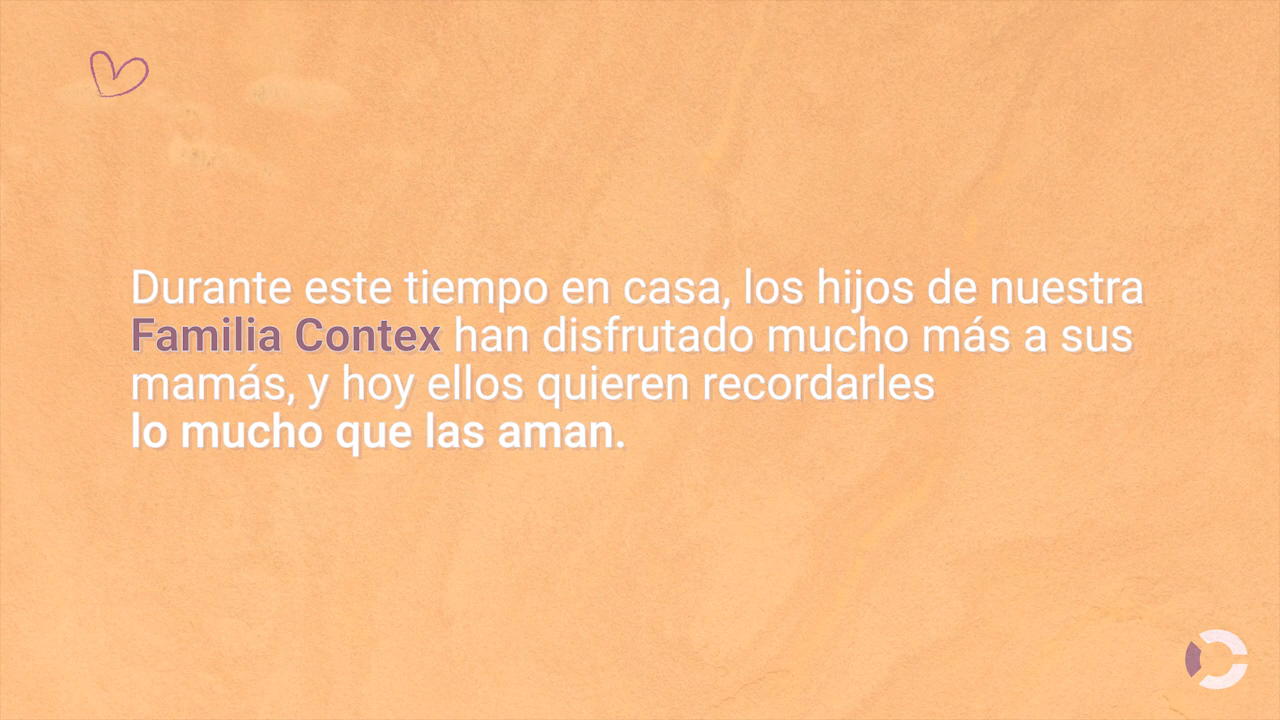 Durante este tiempo en casa, los hijos de nuestra
Familia Contex han disfrutado mucho más a sus
mamás, y hoy ellos quieren recordarles
lo mucho que las aman.